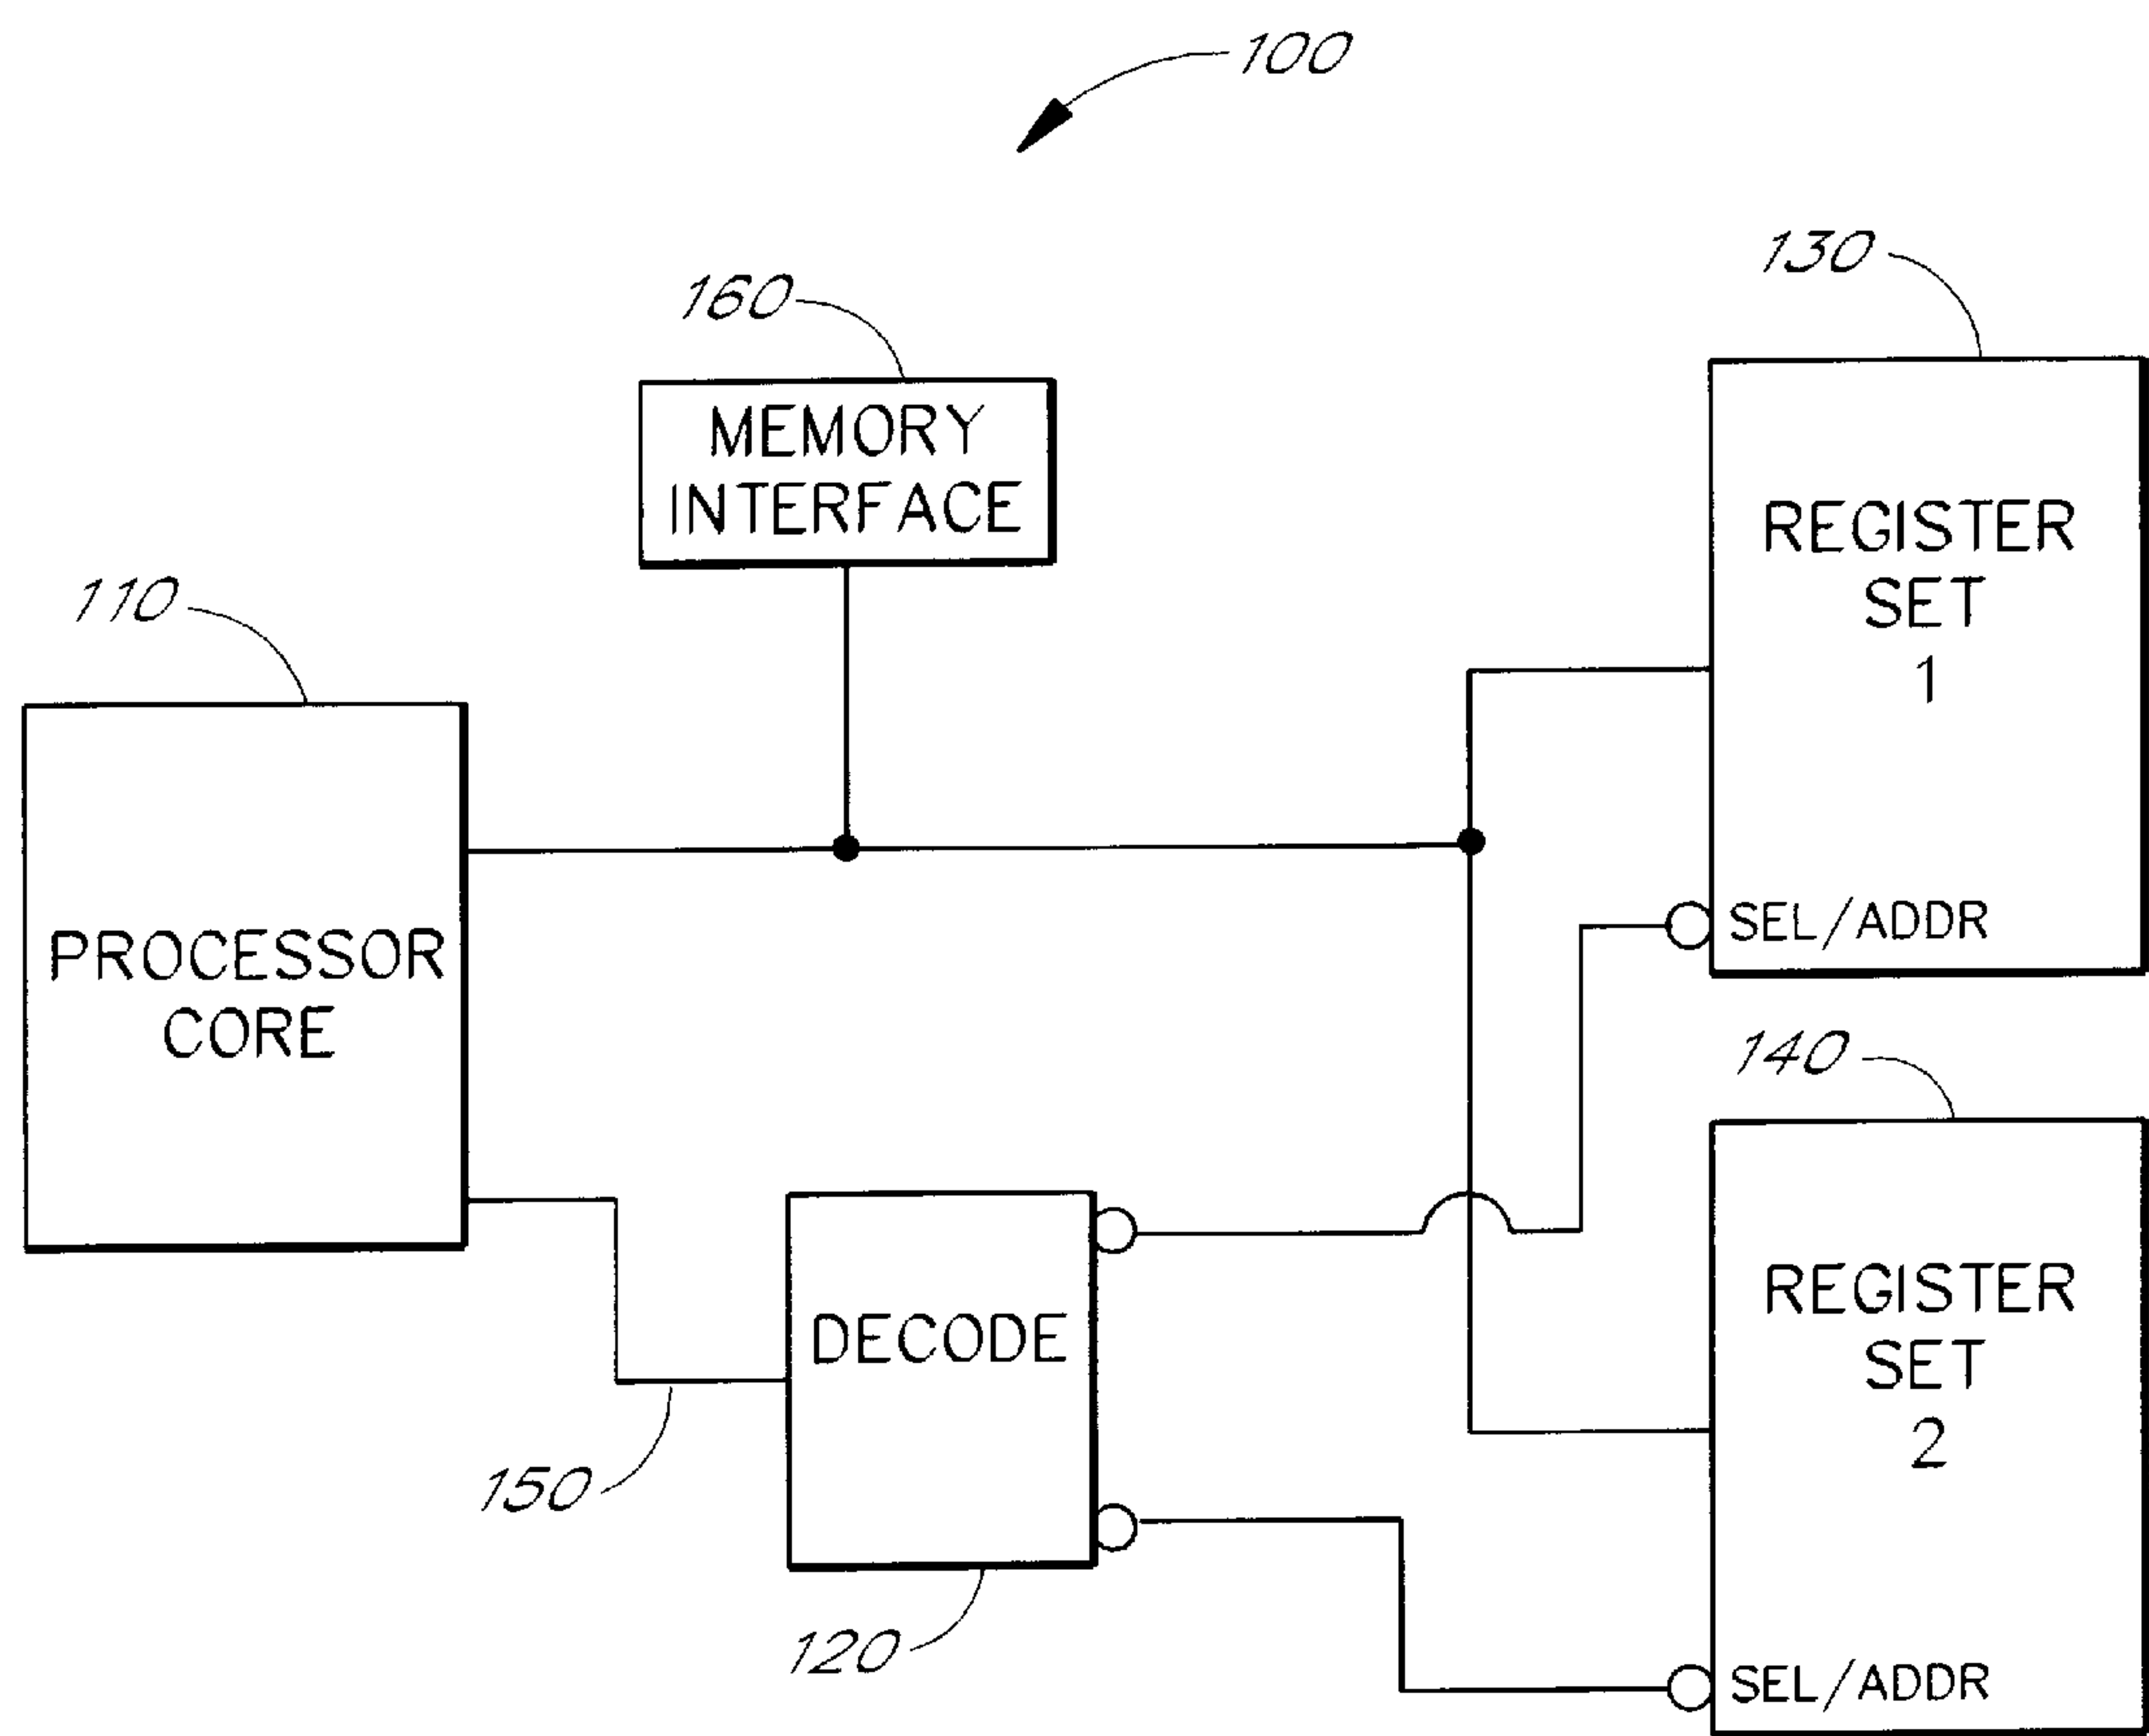 100
130
160
MEMORY
INTERFACE
REGISTER
SET
1
110
SEL/ADDR
PROCESSOR
CORE
140
DECODE
REGISTER
SET
2
150
120
SEL/ADDR